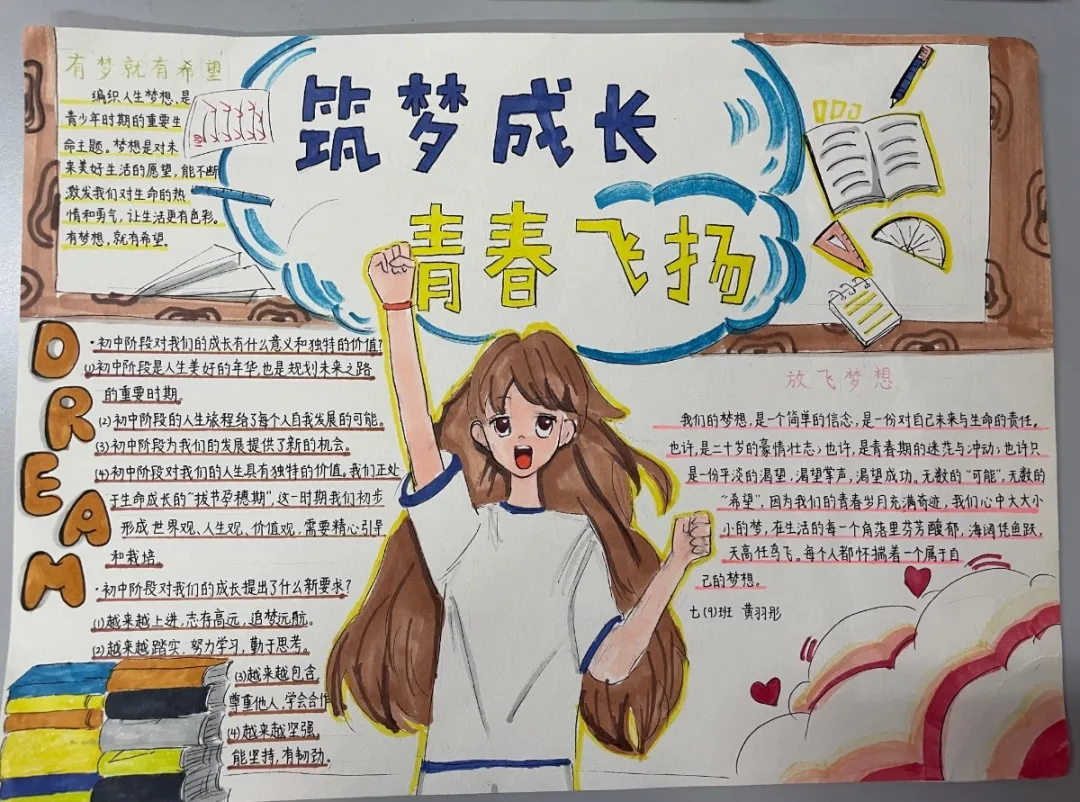 筑梦成长
青春飞扬
有梦就有希望
编织人生梦想，是
青少年时期的重要生
命主题。梦想是对未
来美好生活的愿望，能不断
激发我们对生命的热
情和勇气，让生活更有色彩。
有梦想，就有希望。
DREAM
·初中阶段对我们的成长有什么意义和独特的价值？
(1)初中阶段是人生美好的年华，也是规划未来之路
的重要时期。
(2)初中阶段的人生旅程给了每个人自我发展的可能。
(3)初中阶段为我们的发展提供了新的机会。
(4)初中阶段对我们的人生具有独特的价值。我们正处
于生命成长的“拔节孕穗期”，这一时期我们初步
形成世界观、人生观、价值观，需要精心引导
和栽培。
·初中阶段对我们的成长提出了什么新要求？
(1)越来越上进，志存高远，追梦远航。
(2)越来越踏实，努力学习，勤于思考。
(3)越来越包含，
尊重他人，学会合作
(4)越来越坚强，
能坚持，有韧劲。
放飞梦想
我们的梦想，是一个简单的信念，是一份对自己未来与生命的责任，
也许，是二十岁的豪情壮志；也许，是青春期的迷茫与冲动；也许只
是一份平淡的渴望，渴望掌声，渴望成功。无数的“可能”，无数的
“希望”，因为我们的青春岁月充满奇迹，我们心中大大小
小的梦，在生活的每一个角落里芬芳馥郁，海阔凭鱼跃，
天高任鸟飞。每个人都怀揣着一个属于自
己的梦想。
七(9)班 黄羽彤